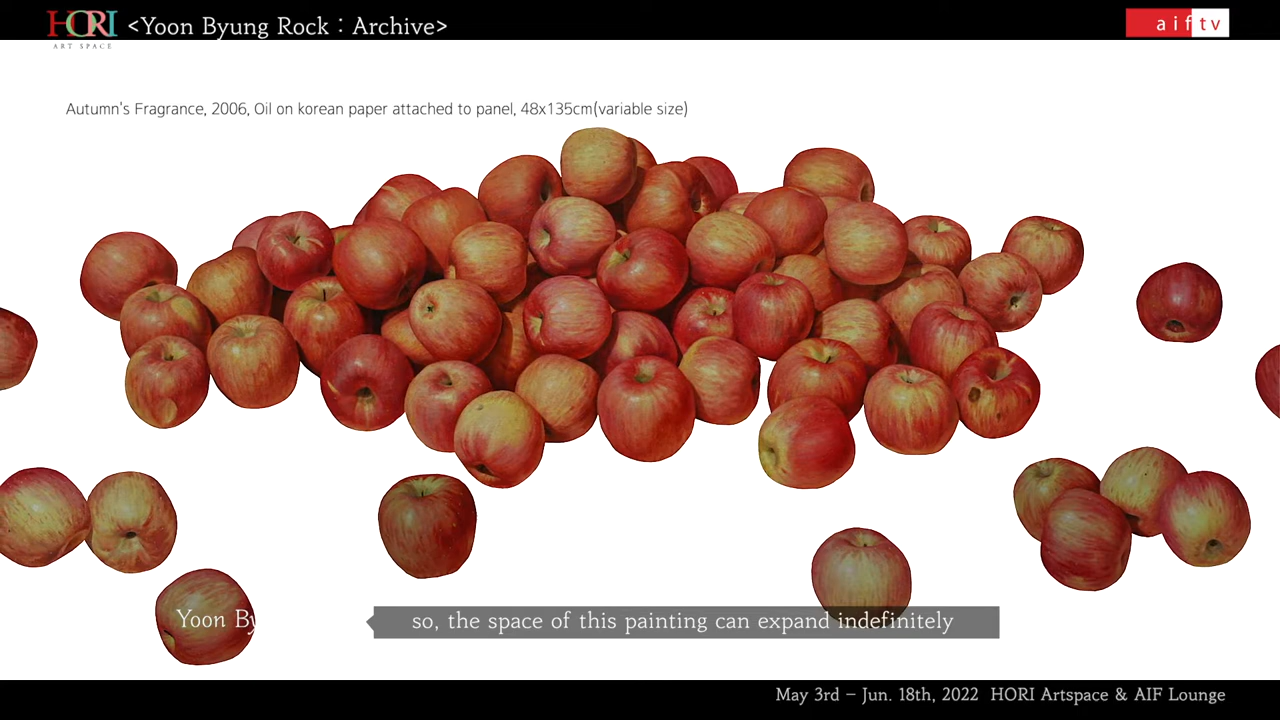 HORI
ART SPACE
<Yoon Byung Rock : Archive>
aiftv
Autumn's Fragrance, 2006, Oil on korean paper attached to panel, 48x135cm(variable size)
Yoon By
so, the space of this painting can expand indefinitely
May 3rd – Jun. 18th, 2022 HORI Artspace & AIF Lounge